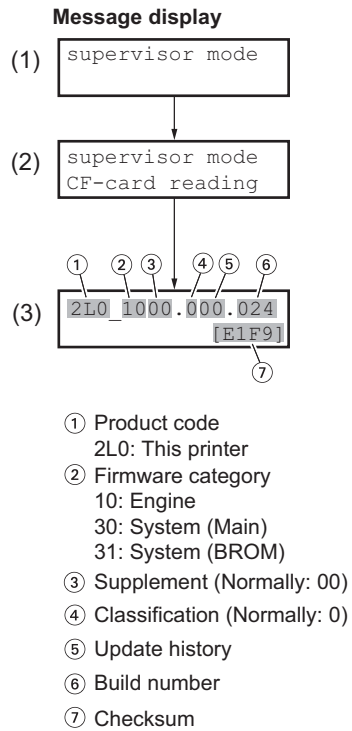 Message display
(1)
supervisor mode
(2)
supervisor mode
CF-card reading
① ② ③ ④ ⑤ ⑥
(3)
2L0_1000.000.024
[E1F9]
⑦
① Product code
2L0: This printer
② Firmware category
10: Engine
30: System (Main)
31: System (BROM)
③ Supplement (Normally: 00)
④ Classification (Normally: 0)
⑤ Update history
⑥ Build number
⑦ Checksum